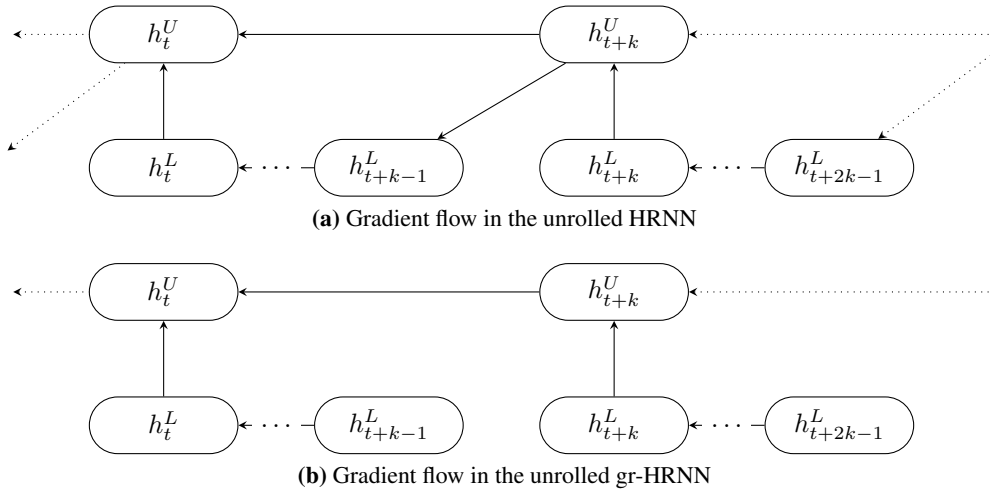 h_t^U h_{t+k}^U
h_t^L ··· h_{t+k-1}^L h_{t+k}^L ··· h_{t+2k-1}^L
(a) Gradient flow in the unrolled HRNN
h_t^U h_{t+k}^U
h_t^L ··· h_{t+k-1}^L h_{t+k}^L ··· h_{t+2k-1}^L
(b) Gradient flow in the unrolled gr-HRNN